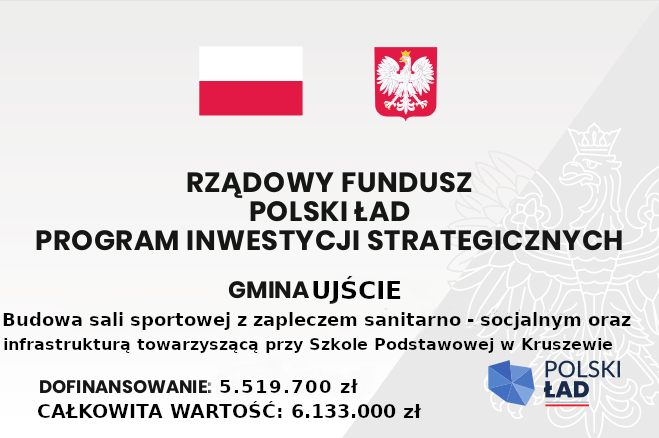 RZĄDOWY FUNDUSZ
POLSKI ŁAD
PROGRAM INWESTYCJI STRATEGICZNYCH
GMINA UJŚCIE
Budowa sali sportowej z zapleczem sanitarno - socjalnym oraz
infrastrukturą towarzyszącą przy Szkole Podstawowej w Kruszewie
DOFINANSOWANIE: 5.519.700 zł
CAŁKOWITA WARTOŚĆ: 6.133.000 zł
POLSKI
ŁAD